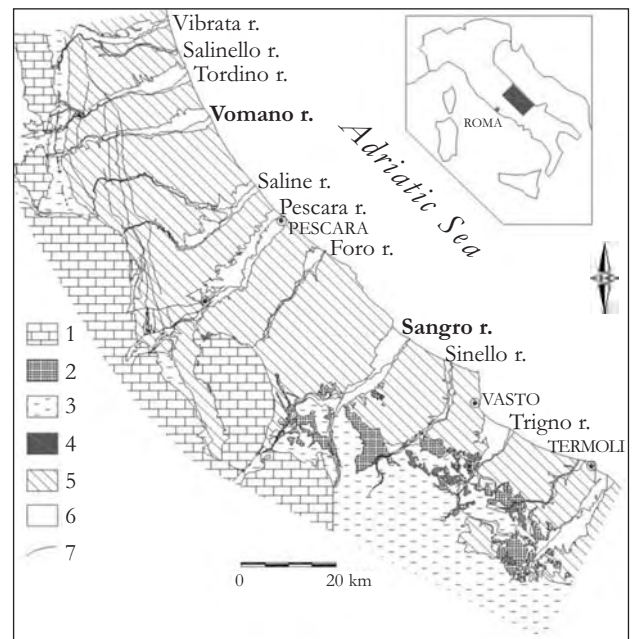 Vibrata r.
Salinello r.
Tordino r.
Vomano r.
Saline r.
Pescara r.
PESCARA
Foro r.
Sangro r.
Sinello r.
VASTO
Trigno r.
TERMOLI
Adriatic Sea
ROMA
1
2
3
4
5
6
7
0 20 km